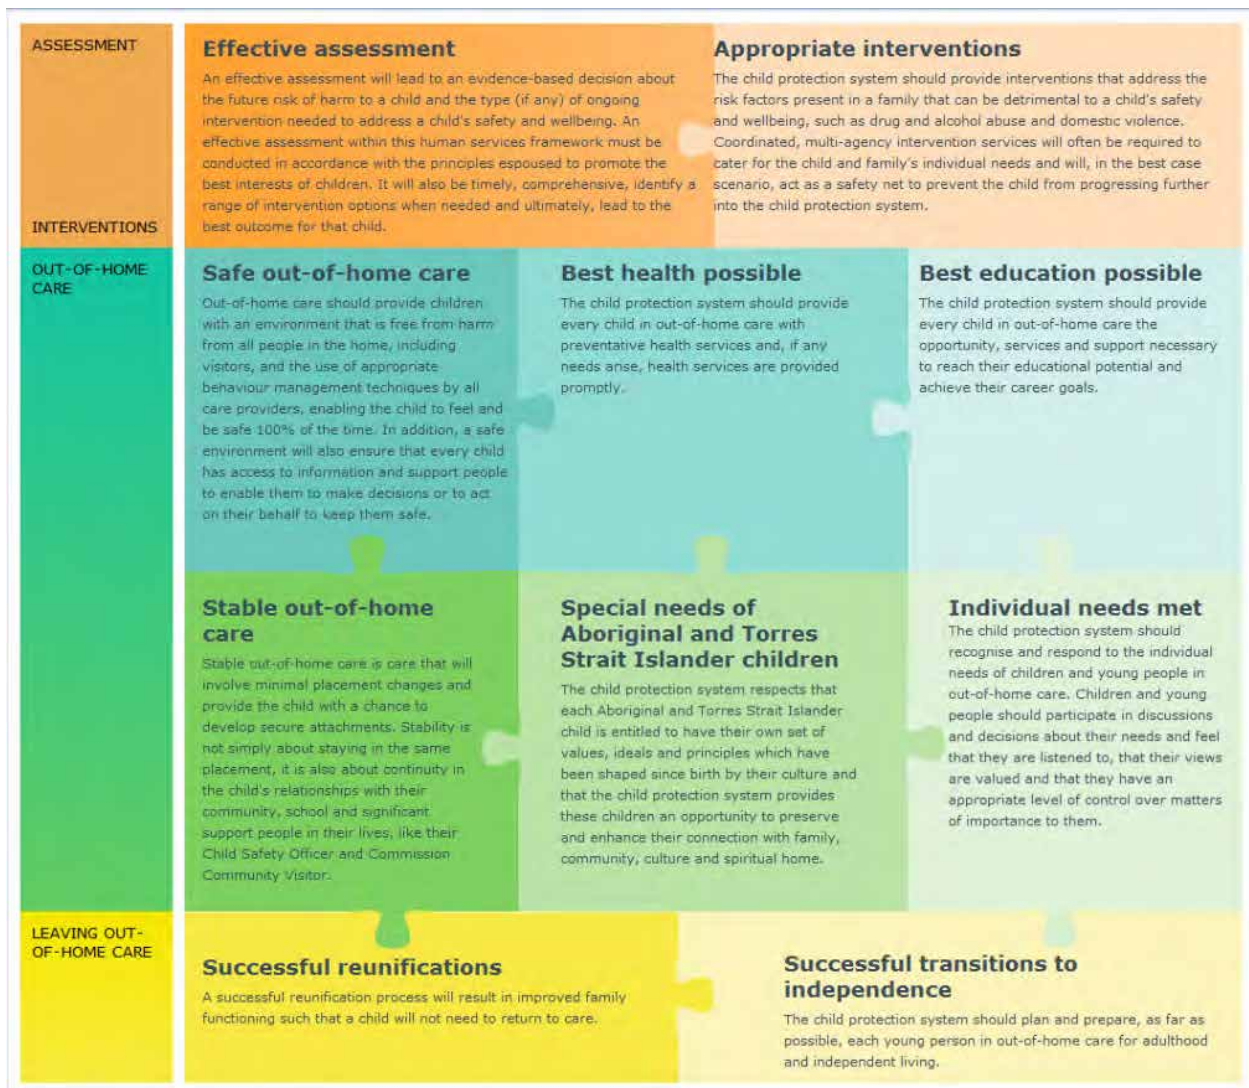 ASSESSMENT
INTERVENTIONS
Effective assessment
An effective assessment will lead to an evidence-based decision about
the future risk of harm to a child and the type (if any) of ongoing
intervention needed to address a child's safety and wellbeing. An
effective assessment within this human services framework must be
conducted in accordance with the principles espoused to promote the
best interests of children. It will also be timely, comprehensive, identify a
range of intervention options when needed and ultimately, lead to the
best outcome for that child.
Appropriate interventions
The child protection system should provide interventions that address the
risk factors present in a family that can be detrimental to a child's safety
and wellbeing, such as drug and alcohol abuse and domestic violence.
Coordinated, multi-agency intervention services will often be required to
cater for the child and family's individual needs and will, in the best case
scenario, act as a safety net to prevent the child from progressing further
into the child protection system.
OUT-OF-HOME
CARE
Safe out-of-home care
Out-of-home care should provide children
with an environment that is free from harm
from all people in the home, including
visitors, and the use of appropriate
behaviour management techniques by all
care providers, enabling the child to feel and
be safe 100% of the time. In addition, a safe
environment will also ensure that every child
has access to information and support people
to enable them to make decisions or to act
on their behalf to keep them safe.
Best health possible
The child protection system should provide
every child in out-of-home care with
preventative health services and, if any
needs arise, health services are provided
promptly.
Best education possible
The child protection system should provide
every child in out-of-home care the
opportunity, services and support necessary
to reach their educational potential and
achieve their career goals.
Stable out-of-home
care
Stable out-of-home care is care that will
involve minimal placement changes and
provide the child with a chance to
develop secure attachments. Stability is
not simply about staying in the same
placement, it is also about continuity in
the child's relationships with their
community, school and significant
support people in their lives, like their
Child Safety Officer and Commission
Community Visitor.
Special needs of
Aboriginal and Torres
Strait Islander children
The child protection system respects that
each Aboriginal and Torres Strait Islander
child is entitled to have their own set of
values, ideals and principles which have
been shaped since birth by their culture and
that the child protection system provides
these children an opportunity to preserve
and enhance their connection with family,
community, culture and spiritual home.
Individual needs met
The child protection system should
recognise and respond to the individual
needs of children and young people in
out-of-home care. Children and young
people should participate in discussions
and decisions about their needs and feel
that they are listened to, that their views
are valued and that they have an
appropriate level of control over matters
of importance to them.
LEAVING OUT-
OF-HOME CARE
Successful reunifications
A successful reunification process will result in improved family
functioning such that a child will not need to return to care.
Successful transitions to
independence
The child protection system should plan and prepare, as far as
possible, each young person in out-of-home care for adulthood
and independent living.